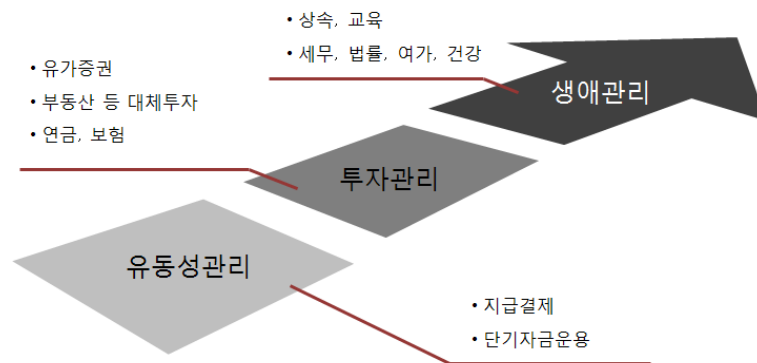 • 상속, 교육
• 세무, 법률, 여가, 건강
생애관리
• 유가증권
• 부동산 등 대체투자
• 연금, 보험
투자관리
유동성관리
• 지급결제
• 단기자금운용